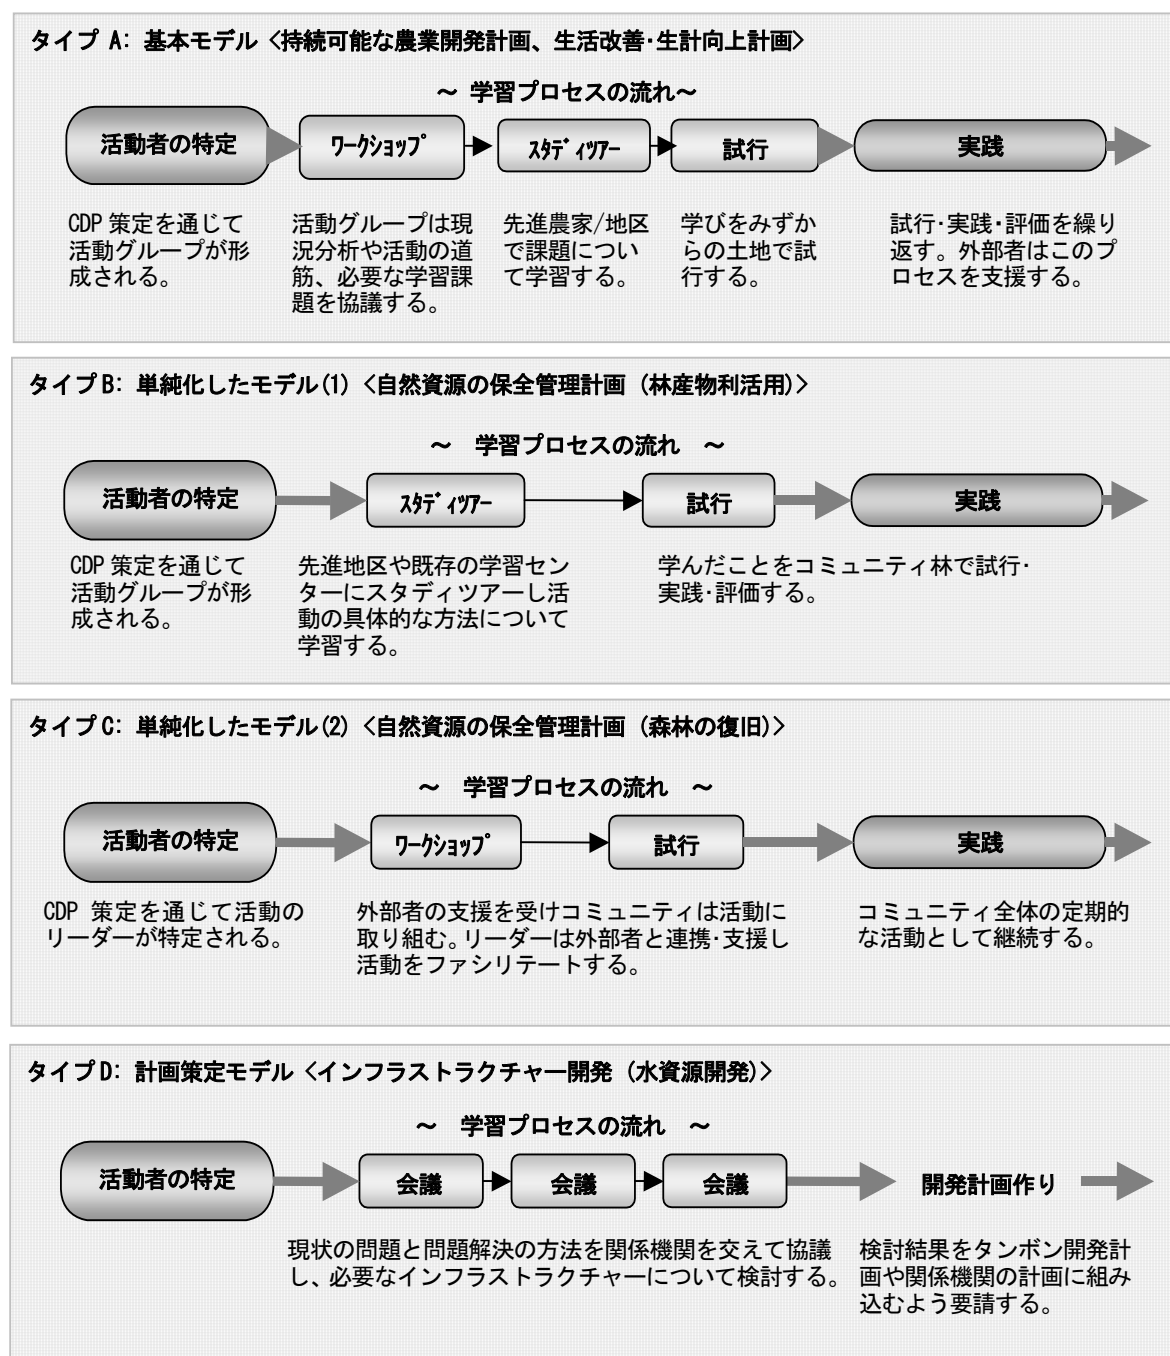 タイプ A: 基本モデル <持続可能な農業開発計画、生活改善・生計向上計画>
～ 学習プロセスの流れ～
活動者の特定
ﾜｰｸｼｮｯﾌﾟ
ｽﾀﾃﾞｨﾂｱｰ
試行
実践
CDP 策定を通じて
活動グループが形
成される。
活動グループは現
況分析や活動の道
筋、必要な学習課
題を協議する。
先進農家/地区
で課題につい
て学習する。
学びをみずか
らの土地で試
行する。
試行・実践・評価を繰り
返す。外部者はこのプ
ロセスを支援する。
タイプ B: 単純化したモデル(1) <自然資源の保全管理計画 (林産物利活用)>
～ 学習プロセスの流れ ～
活動者の特定
ｽﾀﾃﾞｨﾂｱｰ
試行
実践
CDP 策定を通じて
活動グループが形
成される。
先進地区や既存の学習セン
ターにスタディツアーし活
動の具体的な方法について
学習する。
学んだことをコミュニティ林で試行・
実践・評価する。
タイプ C: 単純化したモデル(2) <自然資源の保全管理計画 (森林の復旧)>
～ 学習プロセスの流れ ～
活動者の特定
ﾜｰｸｼｮｯﾌﾟ
試行
実践
CDP 策定を通じて活動の
リーダーが特定される。
外部者の支援を受けコミュニティは活動に
取り組む。リーダーは外部者と連携・支援し
活動をファシリテートする。
コミュニティ全体の定期的
な活動として継続する。
タイプ D: 計画策定モデル <インフラストラクチャー開発 (水資源開発)>
～ 学習プロセスの流れ ～
活動者の特定
会議
会議
会議
開発計画作り
現状の問題と問題解決の方法を関係機関を交えて協議
し、必要なインフラストラクチャーについて検討する。
検討結果をタンボン開発計
画や関係機関の計画に組み
込むよう要請する。